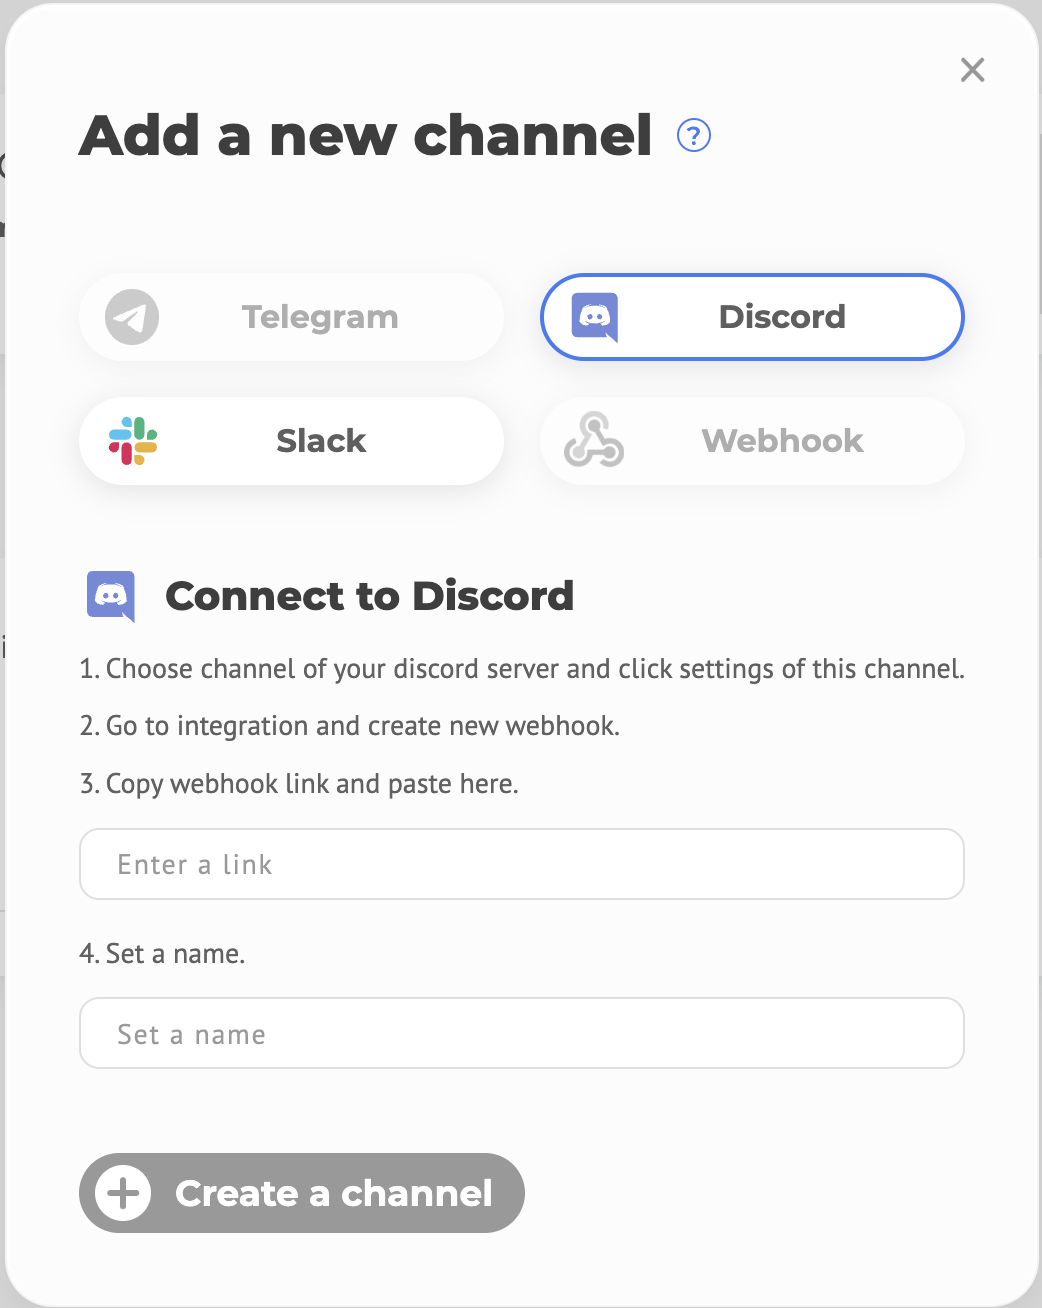 Add a new channel ?
Telegram
Discord
Slack
Webhook
Connect to Discord
1. Choose channel of your discord server and click settings of this channel.
2. Go to integration and create new webhook.
3. Copy webhook link and paste here.
Enter a link
4. Set a name.
Set a name
Create a channel